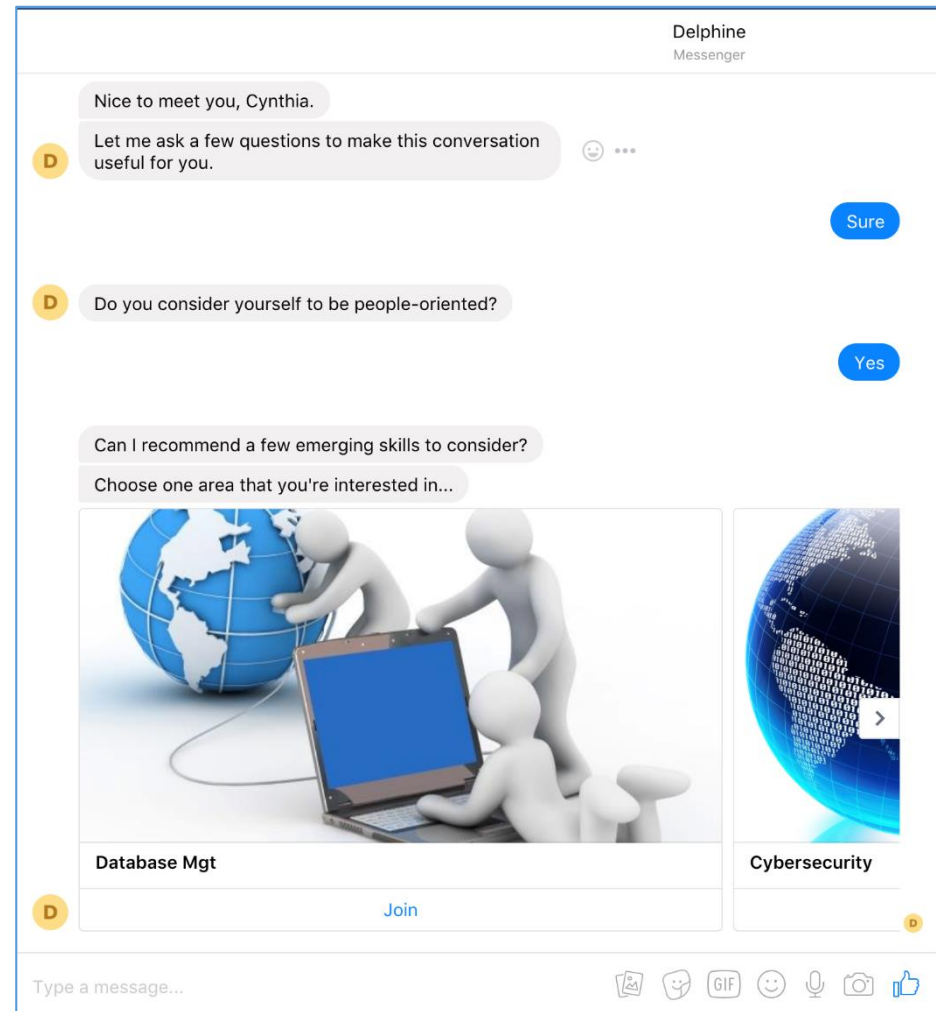 Delphine
Messenger
Nice to meet you, Cynthia.
Let me ask a few questions to make this conversation
useful for you.
D
Sure
D
Do you consider yourself to be people-oriented?
Yes
Can I recommend a few emerging skills to consider?
Choose one area that you're interested in...
Database Mgt
Cybersecurity
D
Join
D
Type a message...
GIF